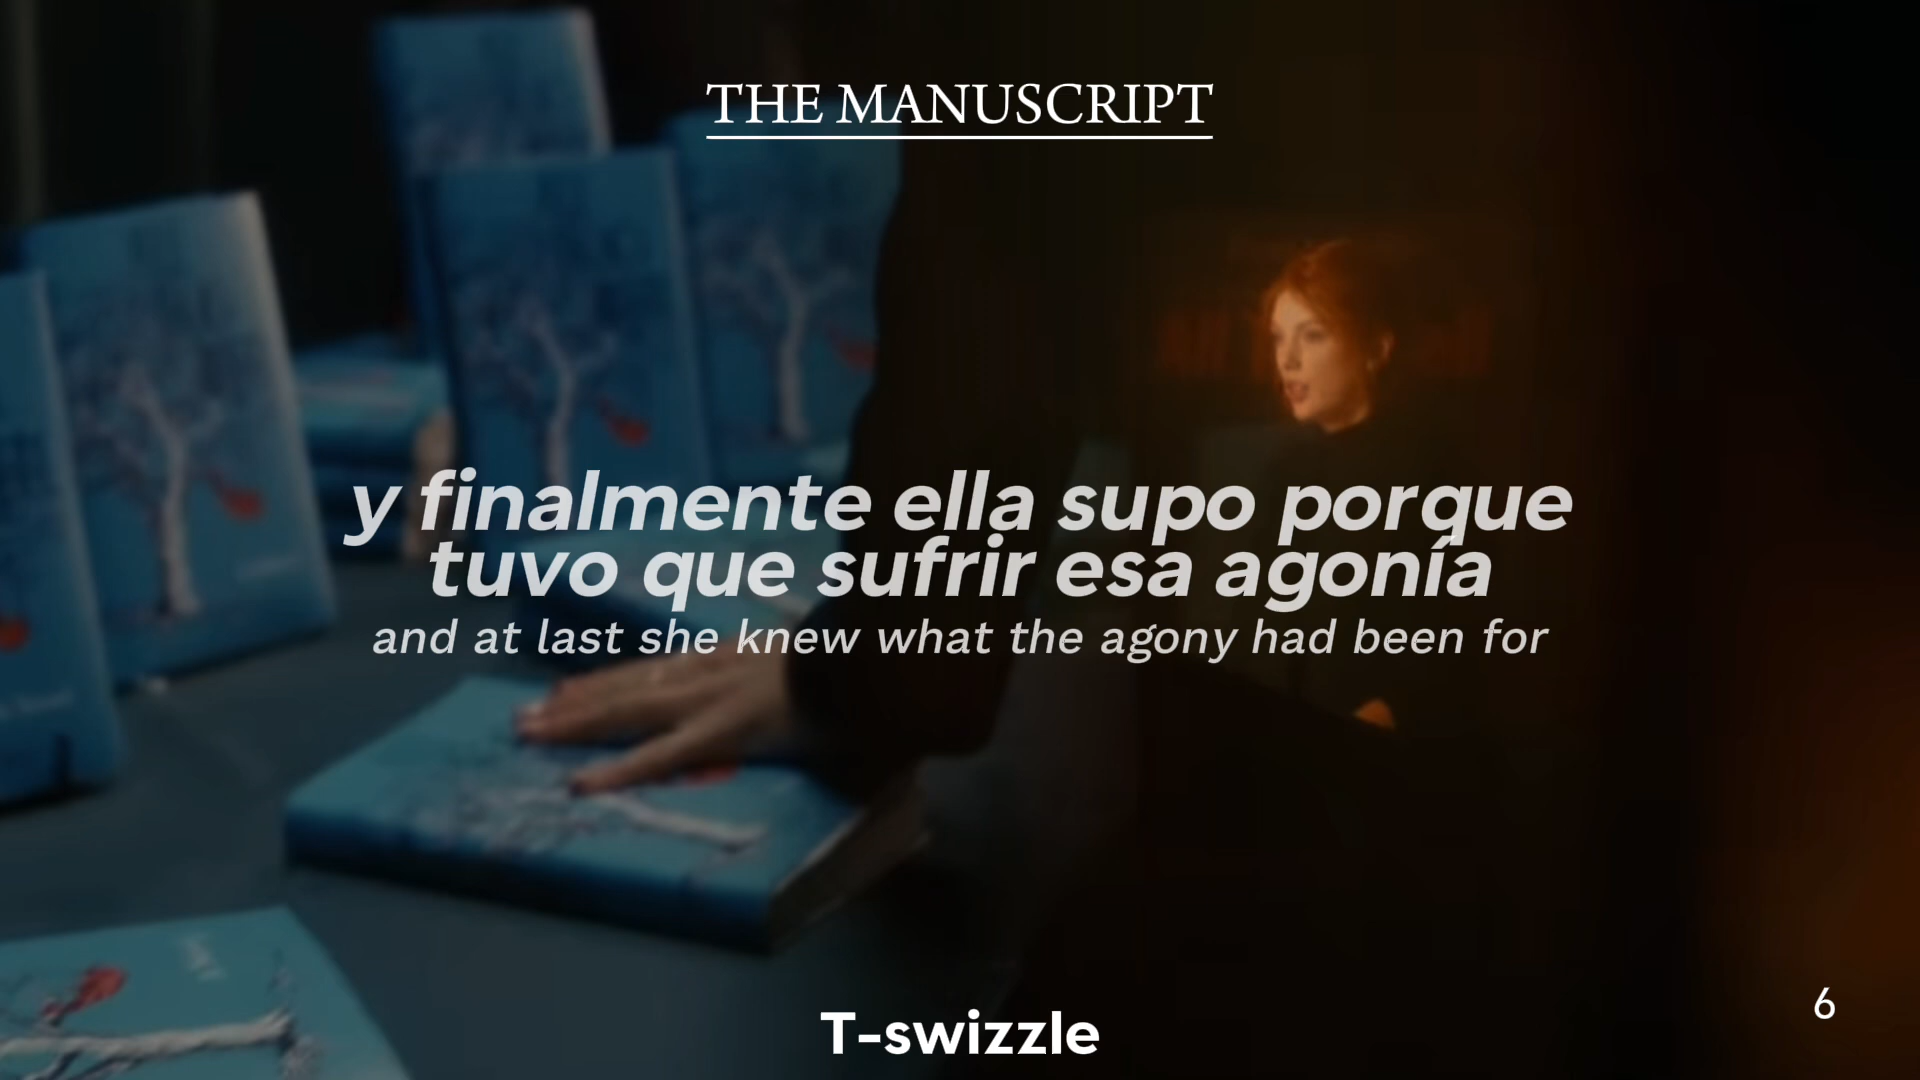 THE MANUSCRIPT
y finalmente ella supo porque
tuvo que sufrir esa agonía
and at last she knew what the agony had been for
6
T-swizzle